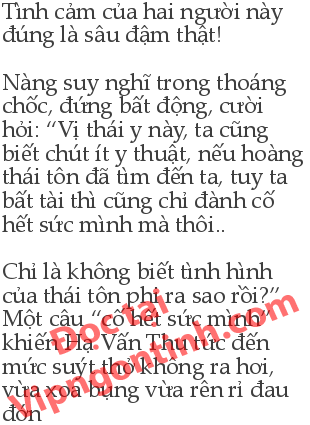 Tình cảm của hai người này
đúng là sâu đậm thật!
Nàng suy nghĩ trong thoáng
chốc, đứng bất động, cười
hỏi: “Vị thái y này, ta cũng
biết chút ít y thuật, nếu hoàng
thái tôn đã tìm đến ta, tuy ta
bất tài thì cũng chỉ đành cố
hết sức mình mà thôi..
Chỉ là không biết tình hình
của thái tôn phi ra sao rồi?”
Một câu “cố hết sức mình”
khiến Hạ Vấn Thu tức đến
mức suýt thở không ra hơi,
vừa xoa bụng vừa rên rỉ đau
đớn
Đọc tại
Vipngontinh.com